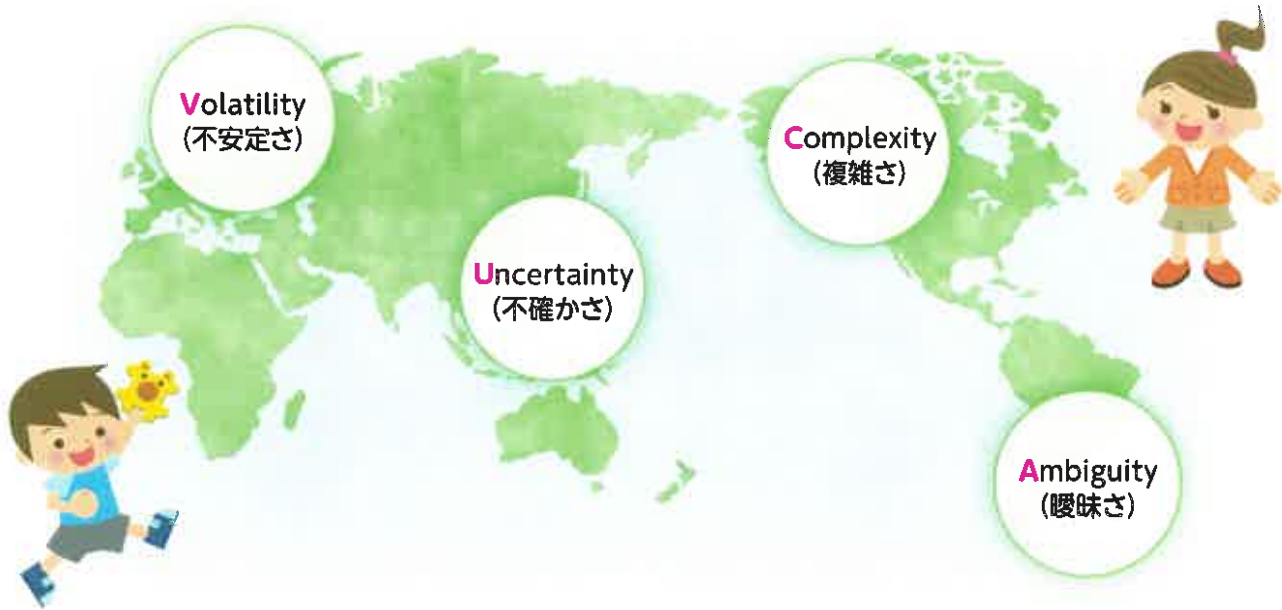 Volatility
(不安定さ)
Uncertainty
(不確かさ)
Complexity
(複雑さ)
Ambiguity
(曖昧さ)